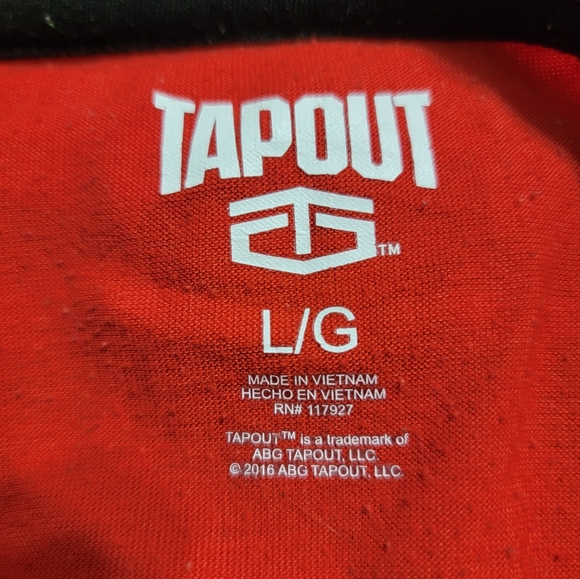 TAPOUT
TM
L/G
MADE IN VIETNAM
HECHO EN VIETNAM
RN# 117927
TAPOUT™ is a trademark of
ABG TAPOUT, LLC.
© 2016 ABG TAPOUT, LLC.